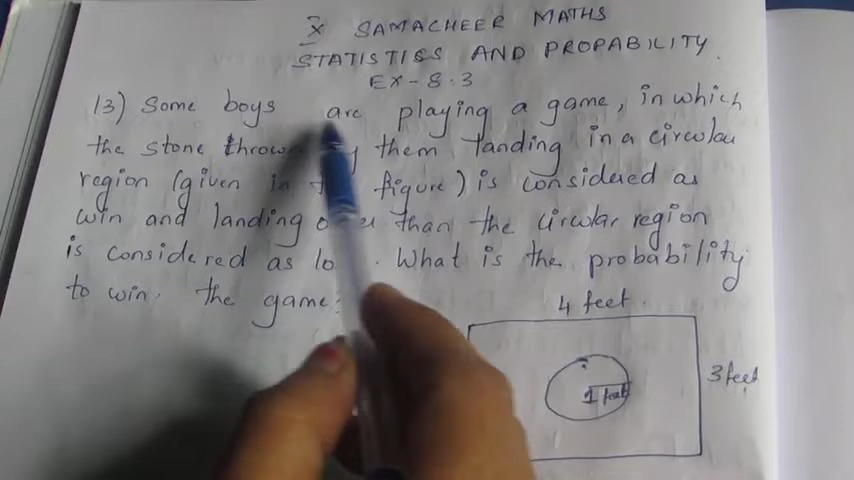 X SAMACHEER MATHS
STATISTISS AND PROPABILITY.
EX-8.3
13) Some boys are playing a game, in which
the stone them landing in a circular
region (given in figure) is considered as
win and landing than the circular region
is considered as What is the probability
to win. the game:
4 feet.
3 feet
1 feet